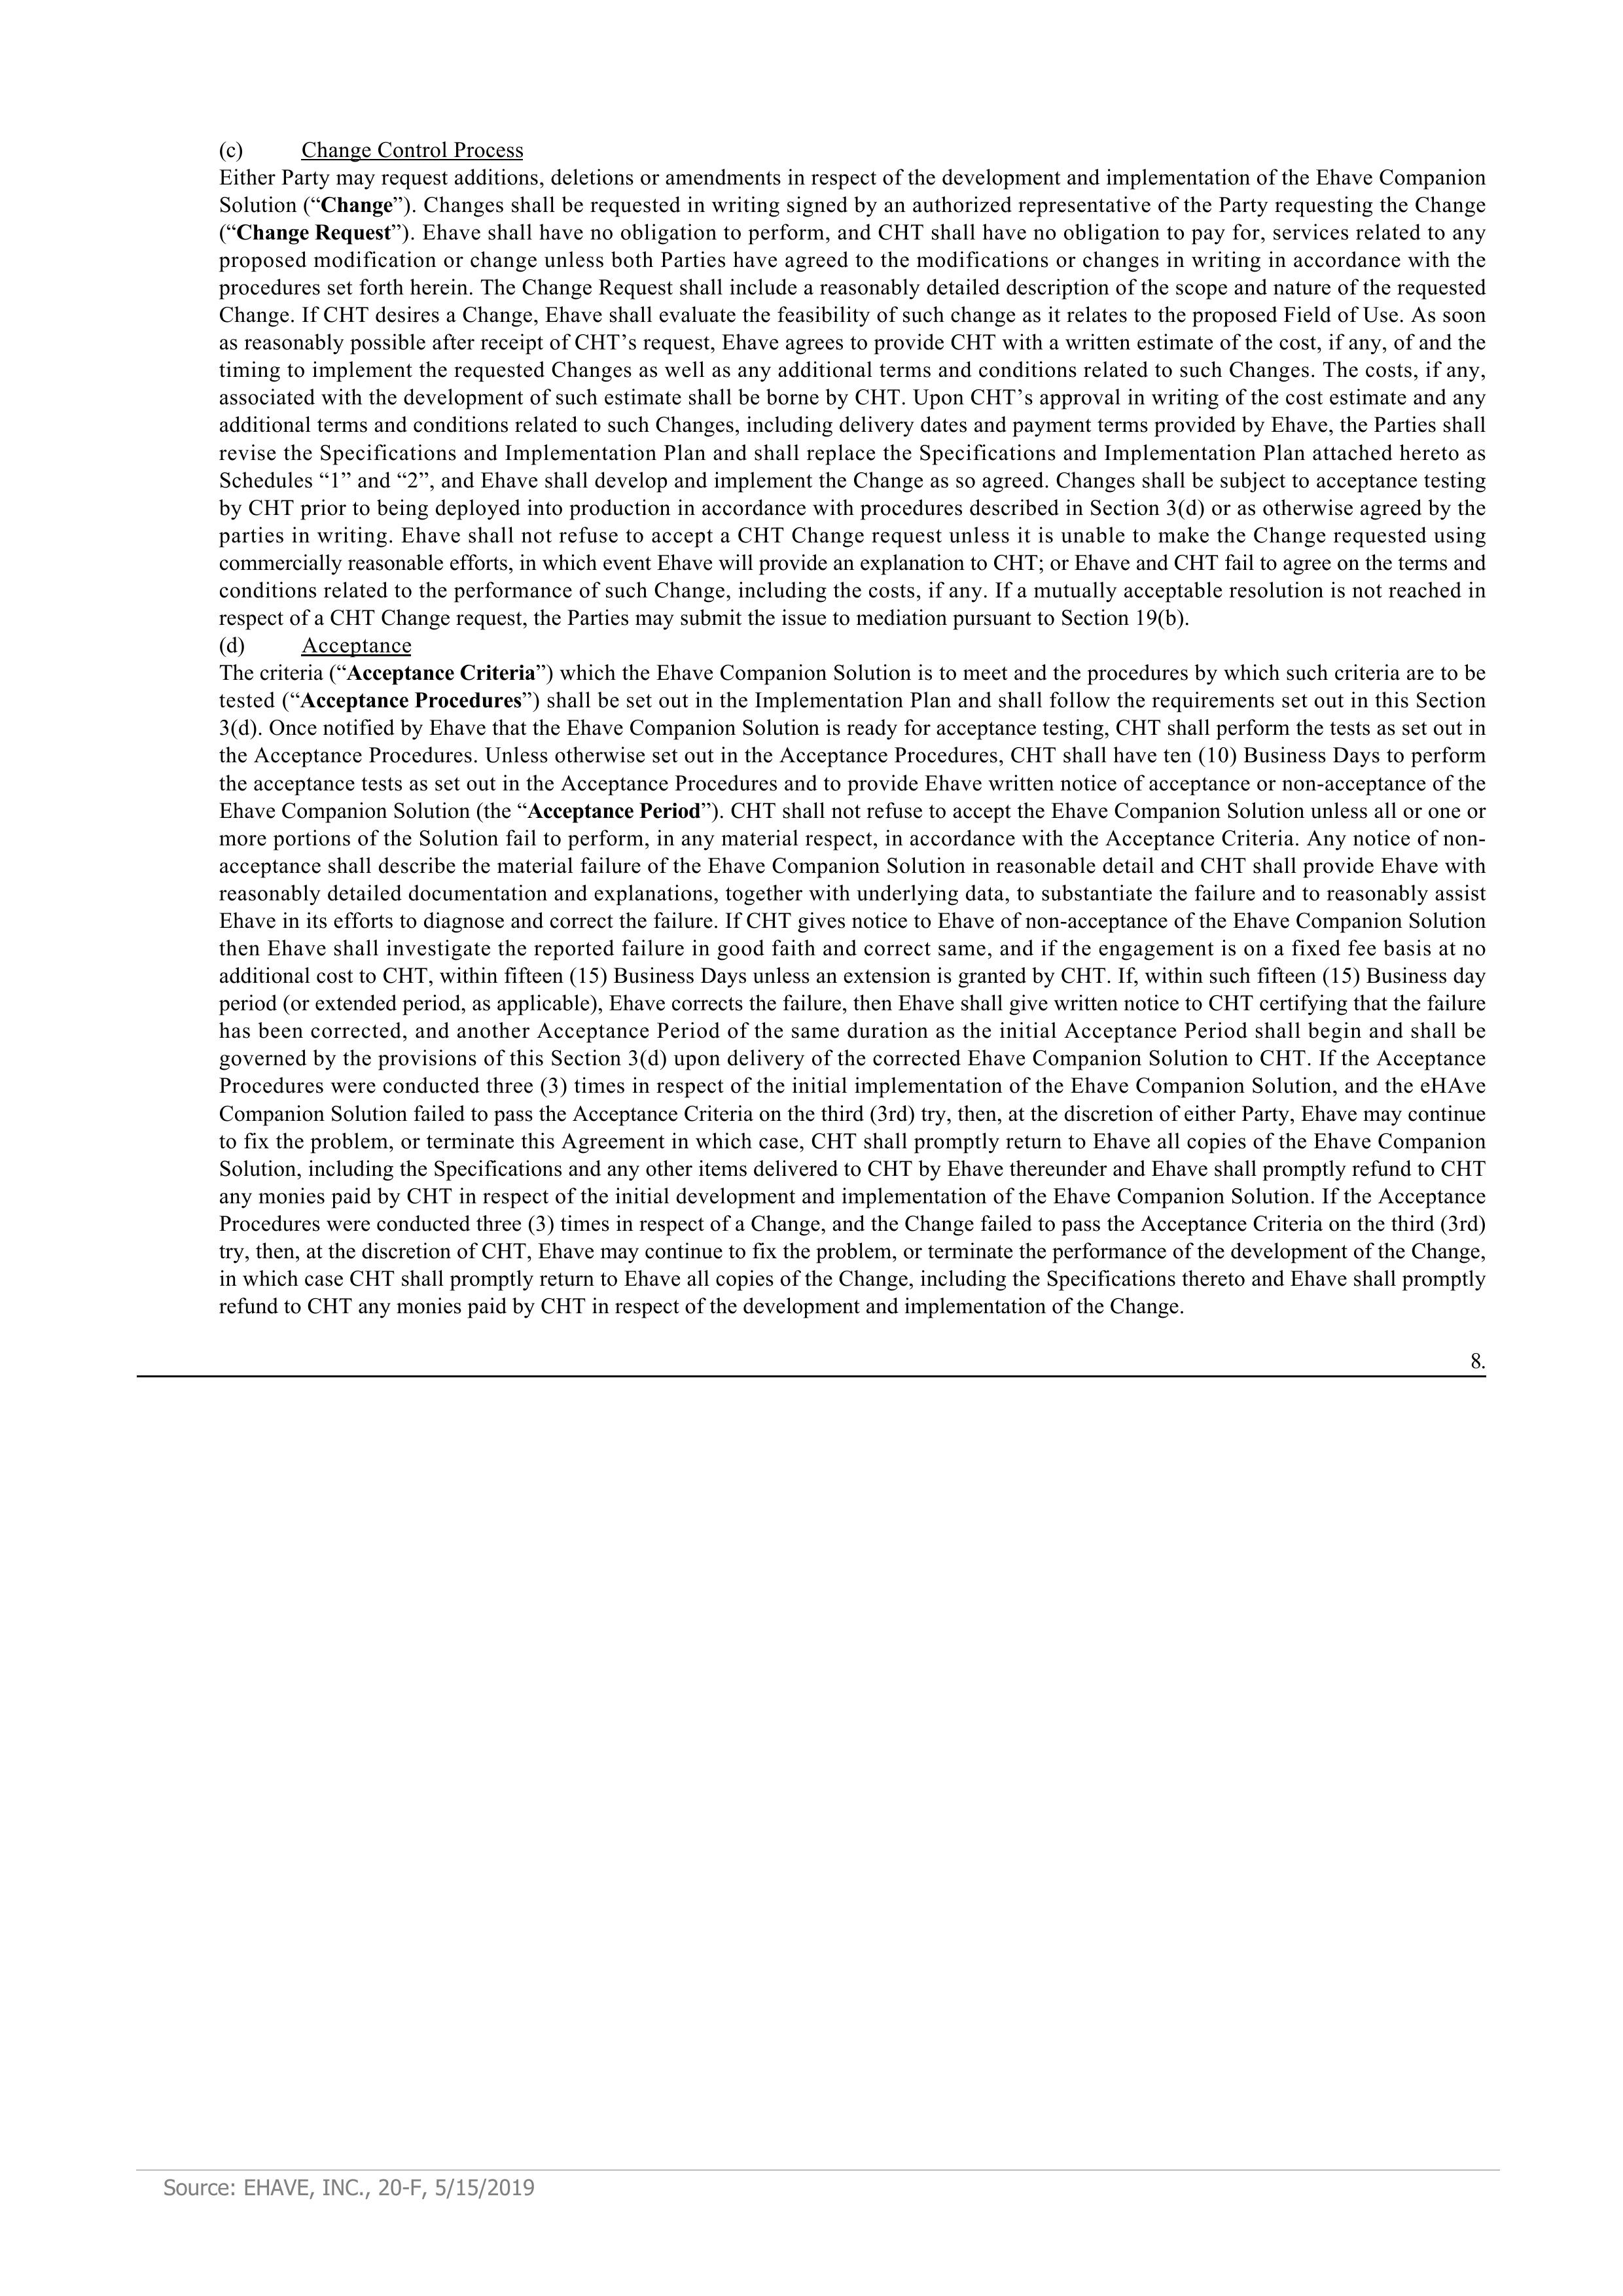 (c) Change Control Process
Either Party may request additions, deletions or amendments in respect of the development and implementation of the Ehave Companion
Solution (“Change”). Changes shall be requested in writing signed by an authorized representative of the Party requesting the Change
(“Change Request”). Ehave shall have no obligation to perform, and CHT shall have no obligation to pay for, services related to any
proposed modification or change unless both Parties have agreed to the modifications or changes in writing in accordance with the
procedures set forth herein. The Change Request shall include a reasonably detailed description of the scope and nature of the requested
Change. If CHT desires a Change, Ehave shall evaluate the feasibility of such change as it relates to the proposed Field of Use. As soon
as reasonably possible after receipt of CHT’s request, Ehave agrees to provide CHT with a written estimate of the cost, if any, of and the
timing to implement the requested Changes as well as any additional terms and conditions related to such Changes. The costs, if any,
associated with the development of such estimate shall be borne by CHT. Upon CHT’s approval in writing of the cost estimate and any
additional terms and conditions related to such Changes, including delivery dates and payment terms provided by Ehave, the Parties shall
revise the Specifications and Implementation Plan and shall replace the Specifications and Implementation Plan attached hereto as
Schedules “1” and “2”, and Ehave shall develop and implement the Change as so agreed. Changes shall be subject to acceptance testing
by CHT prior to being deployed into production in accordance with procedures described in Section 3(d) or as otherwise agreed by the
parties in writing. Ehave shall not refuse to accept a CHT Change request unless it is unable to make the Change requested using
commercially reasonable efforts, in which event Ehave will provide an explanation to CHT; or Ehave and CHT fail to agree on the terms and
conditions related to the performance of such Change, including the costs, if any. If a mutually acceptable resolution is not reached in
respect of a CHT Change request, the Parties may submit the issue to mediation pursuant to Section 19(b).
(d) Acceptance
The criteria (“Acceptance Criteria”) which the Ehave Companion Solution is to meet and the procedures by which such criteria are to be
tested (“Acceptance Procedures”) shall be set out in the Implementation Plan and shall follow the requirements set out in this Section
3(d). Once notified by Ehave that the Ehave Companion Solution is ready for acceptance testing, CHT shall perform the tests as set out in
the Acceptance Procedures. Unless otherwise set out in the Acceptance Procedures, CHT shall have ten (10) Business Days to perform
the acceptance tests as set out in the Acceptance Procedures and to provide Ehave written notice of acceptance or non-acceptance of the
Ehave Companion Solution (the “Acceptance Period”). CHT shall not refuse to accept the Ehave Companion Solution unless all or one or
more portions of the Solution fail to perform, in any material respect, in accordance with the Acceptance Criteria. Any notice of non-
acceptance shall describe the material failure of the Ehave Companion Solution in reasonable detail and CHT shall provide Ehave with
reasonably detailed documentation and explanations, together with underlying data, to substantiate the failure and to reasonably assist
Ehave in its efforts to diagnose and correct the failure. If CHT gives notice to Ehave of non-acceptance of the Ehave Companion Solution
then Ehave shall investigate the reported failure in good faith and correct same, and if the engagement is on a fixed fee basis at no
additional cost to CHT, within fifteen (15) Business Days unless an extension is granted by CHT. If, within such fifteen (15) Business day
period (or extended period, as applicable), Ehave corrects the failure, then Ehave shall give written notice to CHT certifying that the failure
has been corrected, and another Acceptance Period of the same duration as the initial Acceptance Period shall begin and shall be
governed by the provisions of this Section 3(d) upon delivery of the corrected Ehave Companion Solution to CHT. If the Acceptance
Procedures were conducted three (3) times in respect of the initial implementation of the Ehave Companion Solution, and the eHAve
Companion Solution failed to pass the Acceptance Criteria on the third (3rd) try, then, at the discretion of either Party, Ehave may continue
to fix the problem, or terminate this Agreement in which case, CHT shall promptly return to Ehave all copies of the Ehave Companion
Solution, including the Specifications and any other items delivered to CHT by Ehave thereunder and Ehave shall promptly refund to CHT
any monies paid by CHT in respect of the initial development and implementation of the Ehave Companion Solution. If the Acceptance
Procedures were conducted three (3) times in respect of a Change, and the Change failed to pass the Acceptance Criteria on the third (3rd)
try, then, at the discretion of CHT, Ehave may continue to fix the problem, or terminate the performance of the development of the Change,
in which case CHT shall promptly return to Ehave all copies of the Change, including the Specifications thereto and Ehave shall promptly
refund to CHT any monies paid by CHT in respect of the development and implementation of the Change.
8.
Source: EHAVE, INC., 20-F, 5/15/2019